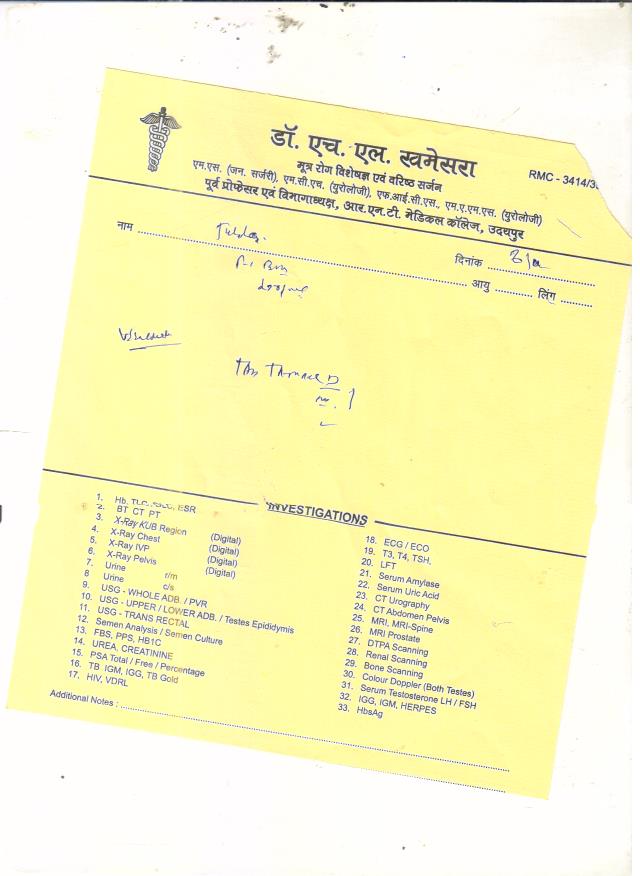 डॉ. एच. एल. खमेसरा
RMC - 3414/3
मूत्र रोग विशेषज्ञ एवं वरिष्ठ सर्जन
एम.एस. (जन. सर्जरी), एम.सी.एच. (यूरोलोजी), एफ.आई.सी.एस., एम.ए.एम.एस. (यूरोलोजी)
पूर्व प्रोफेसर एवं विभागाध्यक्ष, आर.एन.टी. मेडिकल कॉलेज, उदयपुर
नाम
दिनांक
आयु
लिंग
Tab
INVESTIGATIONS
1. Hb, TLC, DLC, ESR
2. BT CT PT
3. X-Ray KUB Region (Digital)
4. X-Ray Chest (Digital)
5. X-Ray IVP (Digital)
6. X-Ray Pelvis (Digital)
7. Urine r/m
8 Urine c/s
9. USG - WHOLE ADB. / PVR
10. USG - UPPER / LOWER ADB. / Testes Epididymis
11. USG - TRANS RECTAL
12. Semen Analysis / Semen Culture
13. FBS, PPS, HB1C
14. UREA, CREATININE
15. PSA Total / Free / Percentage
16. TB IGM, IGG, TB Gold
17. HIV, VDRL
18. ECG / ECO
19. T3, T4, TSH,
20. LFT
21. Serum Amylase
22. Serum Uric Acid
23. CT Urography
24. CT Abdomen Pelvis
25. MRI, MRI-Spine
26. MRI Prostate
27. DTPA Scanning
28. Renal Scanning
29. Bone Scanning
30. Colour Doppler (Both Testes)
31. Serum Testosterone LH / FSH
32. IGG, IGM, HERPES
33. HbsAg
Additional Notes :